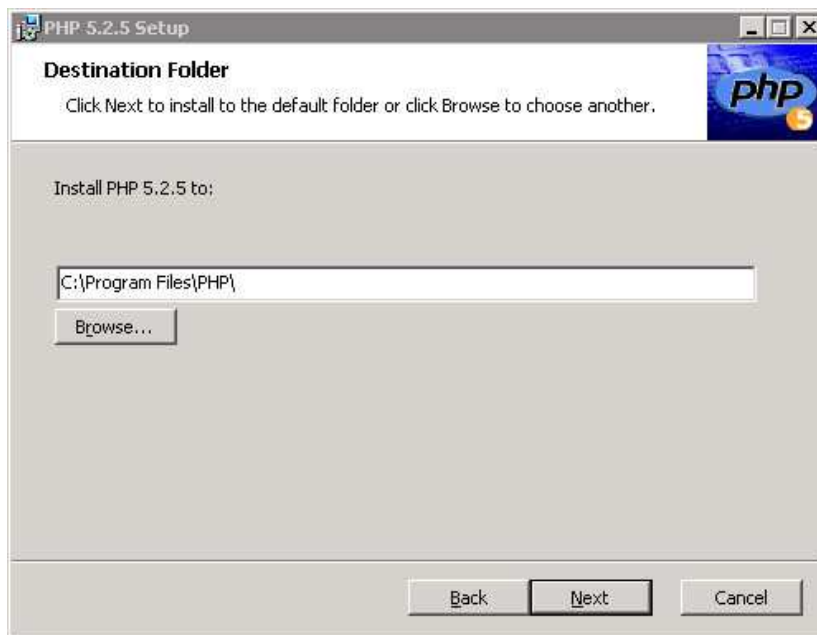 PHP 5.2.5 Setup
Destination Folder
Click Next to install to the default folder or click Browse to choose another.
php
5
Install PHP 5.2.5 to:
C:\Program Files\PHP\
Browse...
Back
Next
Cancel